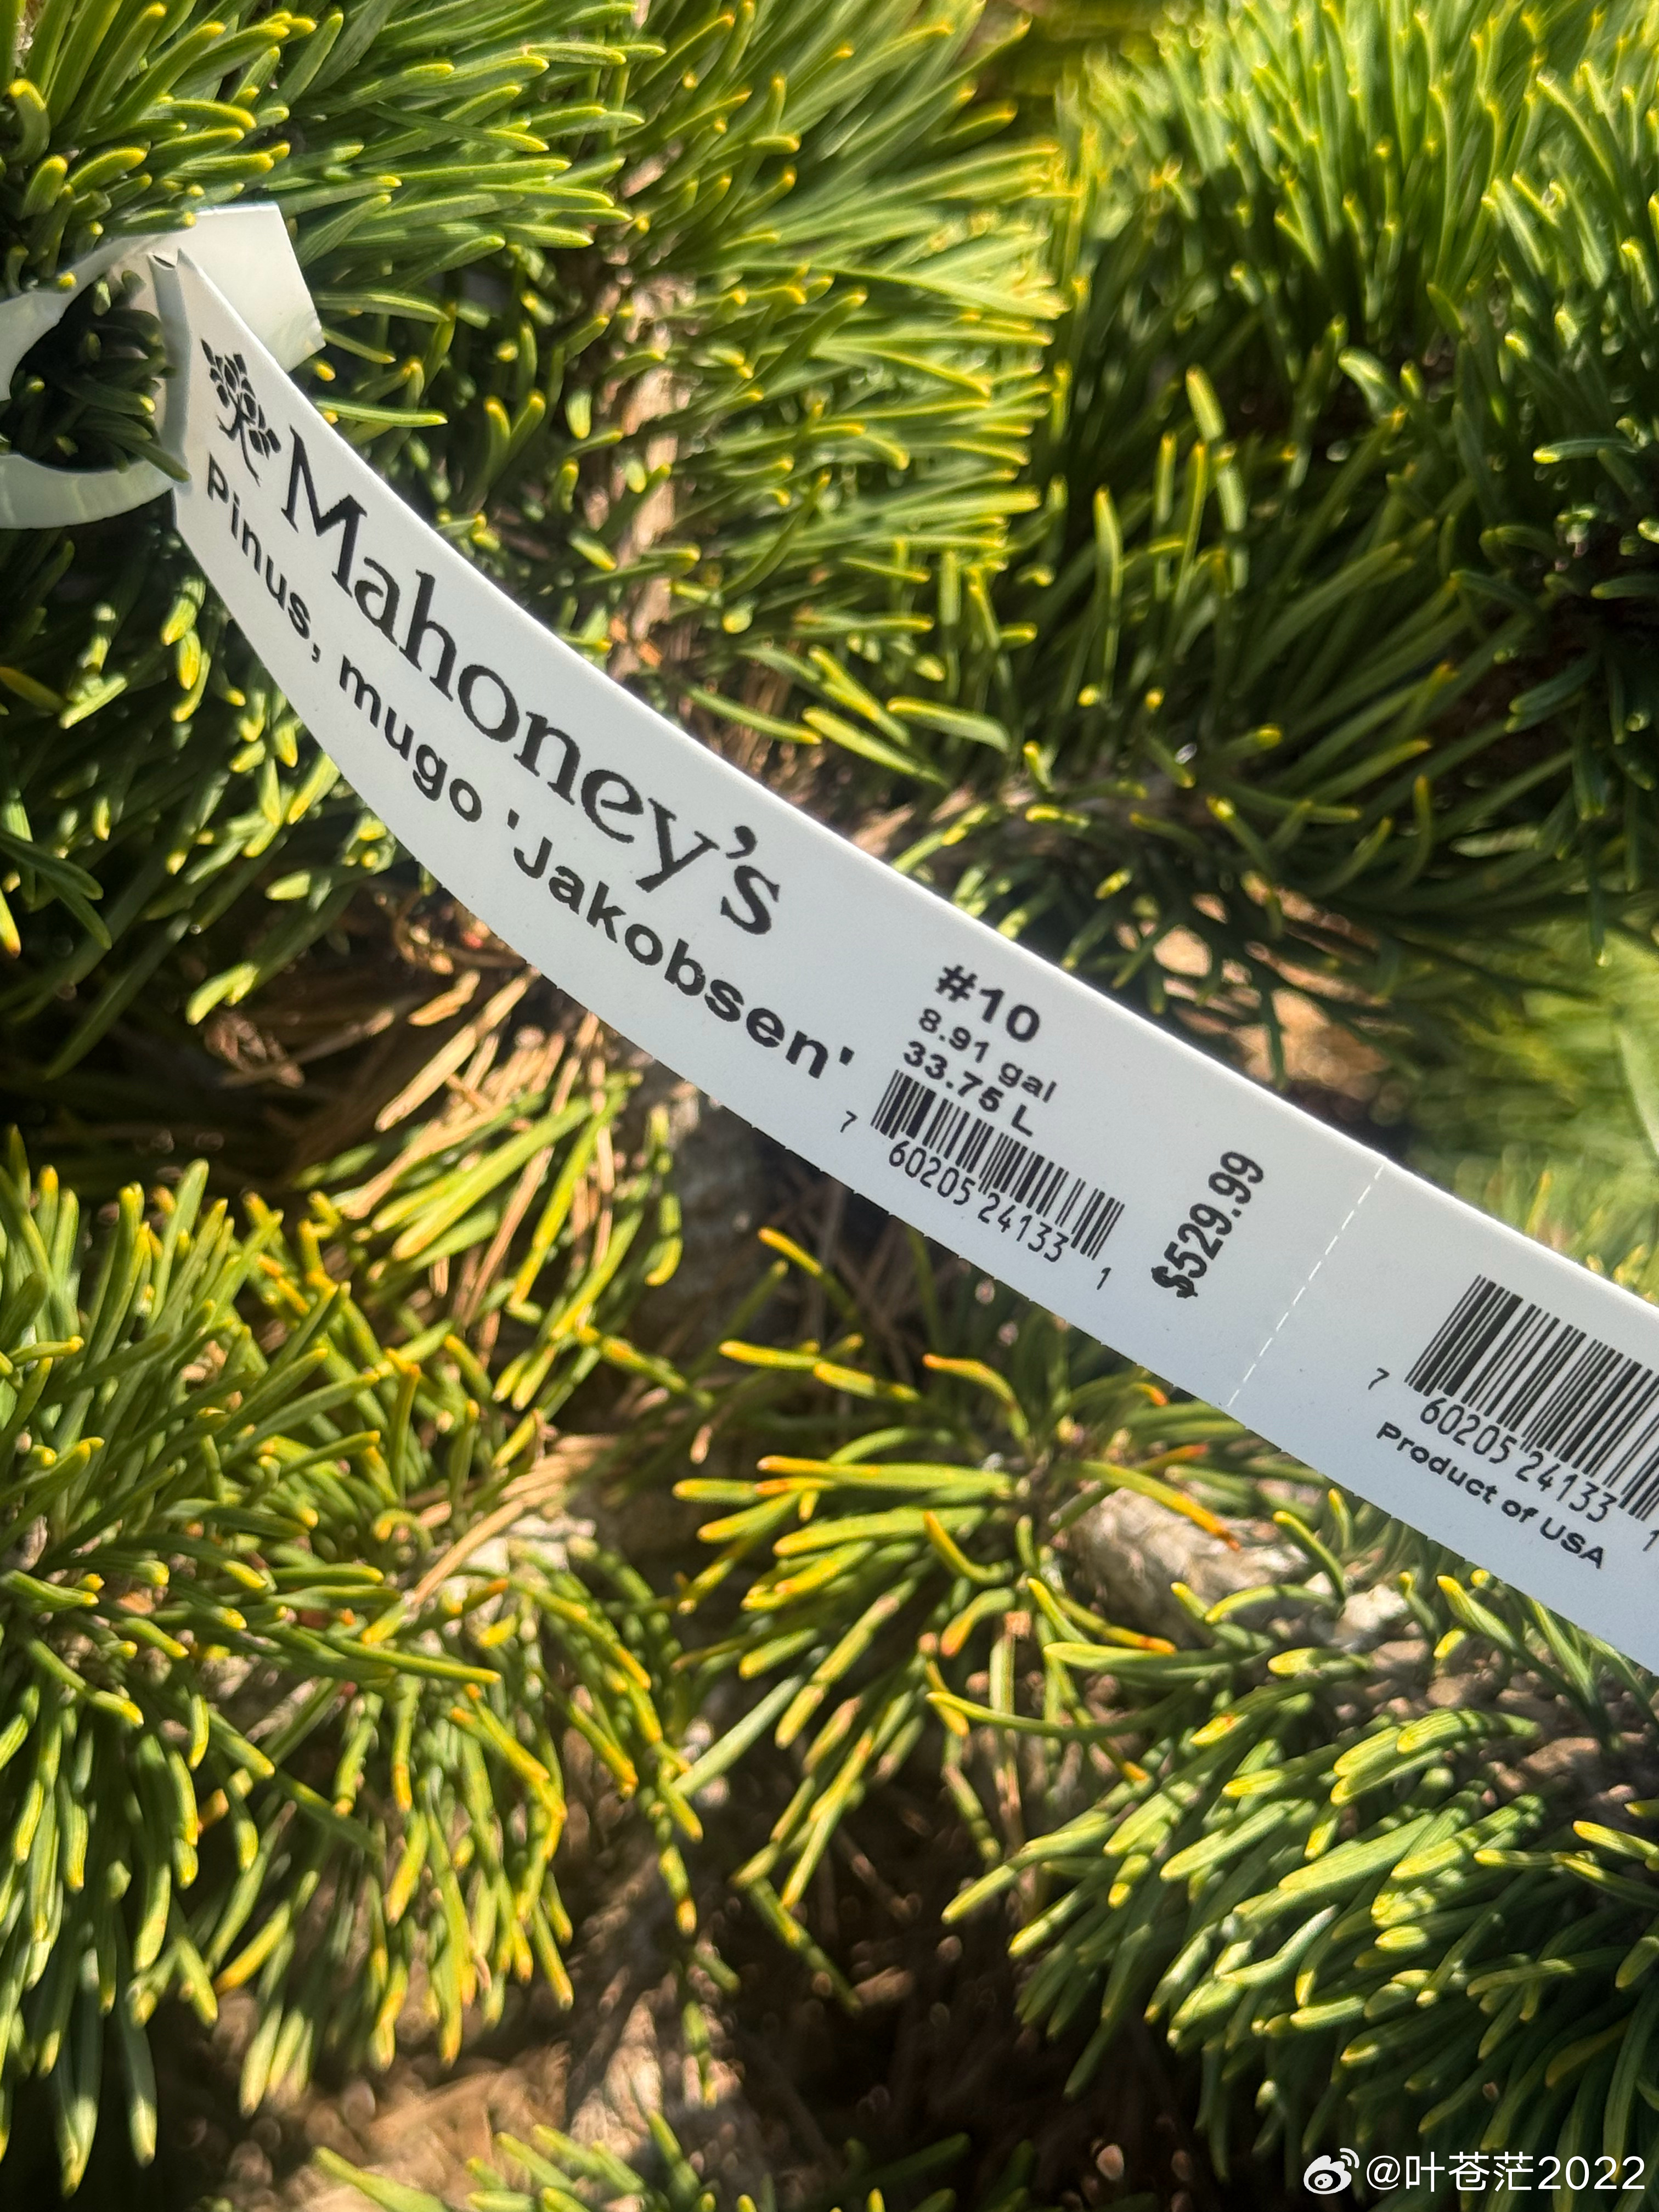 Mahoney's
Pinus, mugo 'Jakobsen'
#10
8.91 gal
33.75 L
7 60205 24133 1
$529.99
7 60205 24133 1
Product of USA
@叶苍茫2022